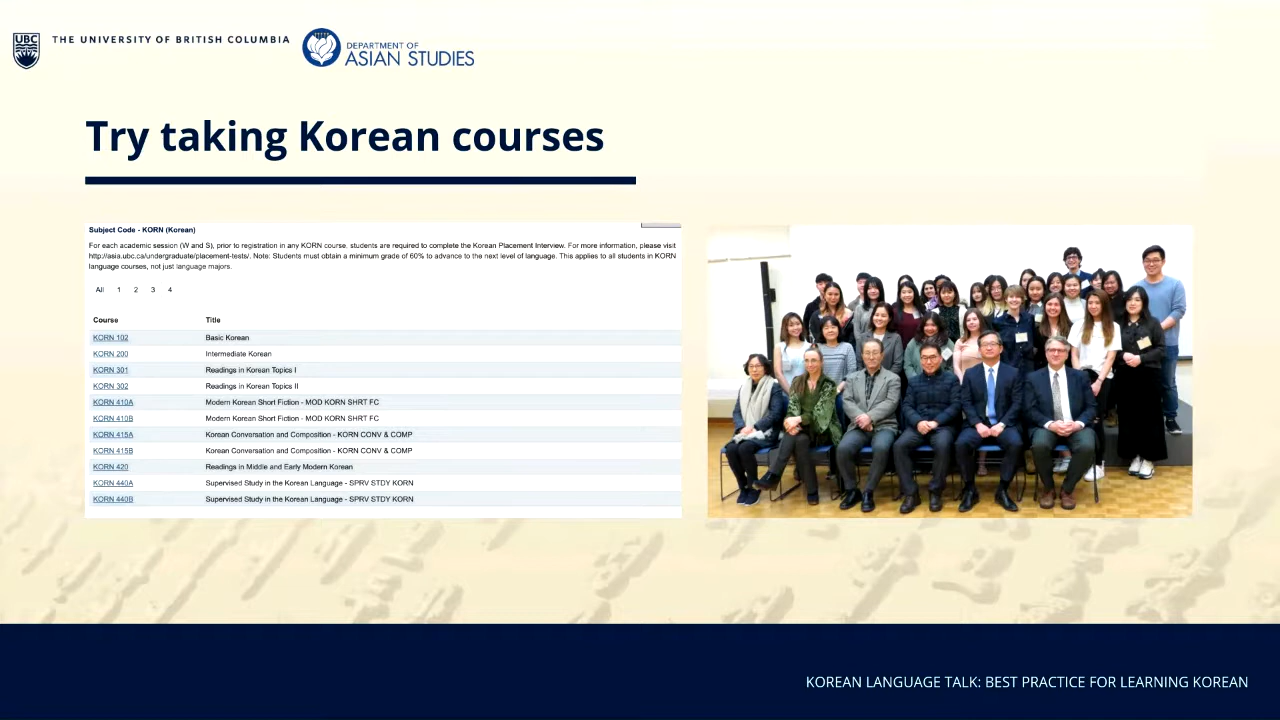 UBC
THE UNIVERSITY OF BRITISH COLUMBIA
DEPARTMENT OF
ASIAN STUDIES
Try taking Korean courses
Subject Code - KORN (Korean)
For each academic session (W and S), prior to registration in any KORN course, students are required to complete the Korean Placement Interview. For more information, please visit
http://asia.ubc.ca/undergraduate/placement-tests/. Note: Students must obtain a minimum grade of 60% to advance to the next level of language. This applies to all students in KORN
language courses, not just language majors.
All 1 2 3 4
Course Title
KORN 102 Basic Korean
KORN 200 Intermediate Korean
KORN 301 Readings in Korean Topics I
KORN 302 Readings in Korean Topics II
KORN 410A Modern Korean Short Fiction - MOD KORN SHRT FC
KORN 410B Modern Korean Short Fiction - MOD KORN SHRT FC
KORN 415A Korean Conversation and Composition - KORN CONV & COMP
KORN 415B Korean Conversation and Composition - KORN CONV & COMP
KORN 420 Readings in Middle and Early Modern Korean
KORN 440A Supervised Study in the Korean Language - SPRV STDY KORN
KORN 440B Supervised Study in the Korean Language - SPRV STDY KORN
KOREAN LANGUAGE TALK: BEST PRACTICE FOR LEARNING KOREAN